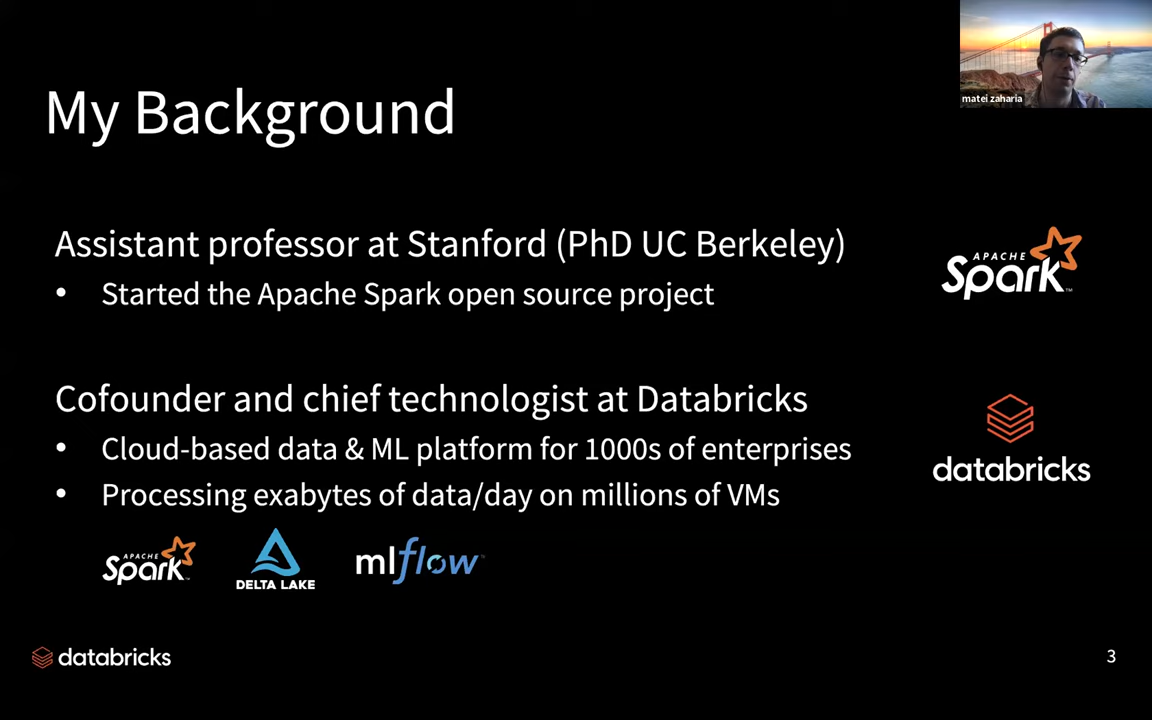 matei zaharia
My Background
Assistant professor at Stanford (PhD UC Berkeley)
• Started the Apache Spark open source project
APACHE
Spark™
Cofounder and chief technologist at Databricks
• Cloud-based data & ML platform for 1000s of enterprises
• Processing exabytes of data/day on millions of VMs
databricks
APACHE
Spark™
DELTA LAKE
mlflow
databricks
3